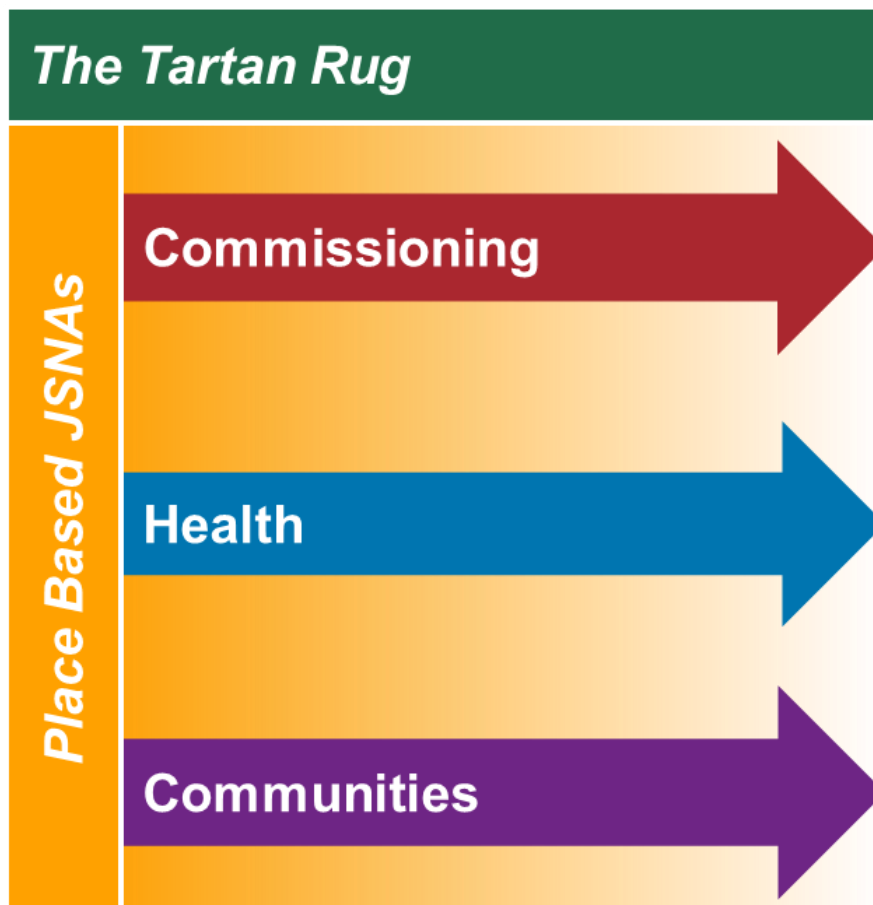 The Tartan Rug
Place Based JSNAs
Commissioning
Health
Communities